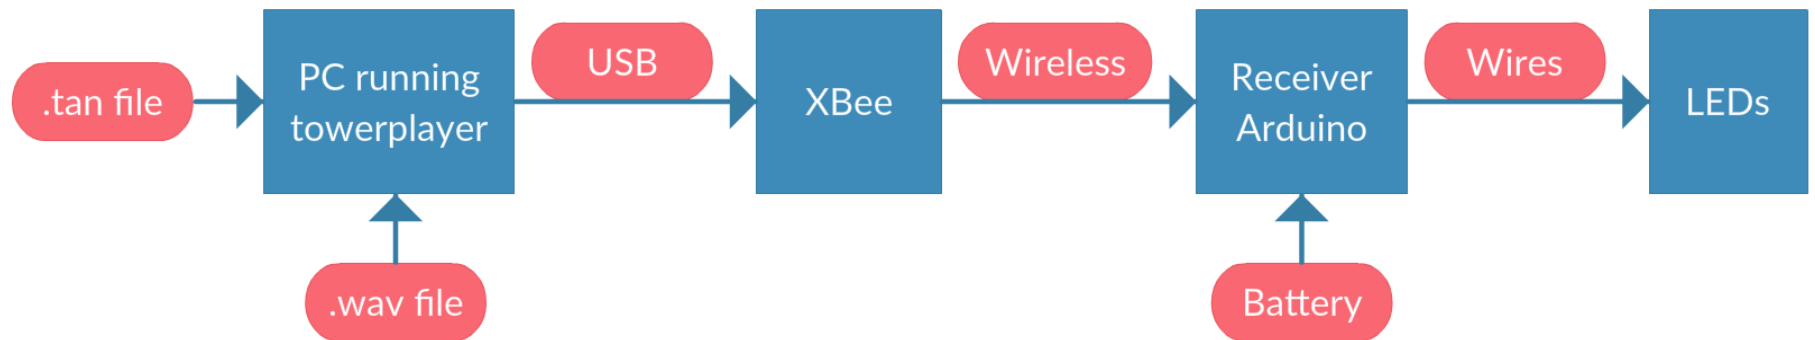 .tan file
PC running
towerplayer
USB
XBee
Wireless
Receiver
Arduino
Wires
LEDs
.wav file
Battery